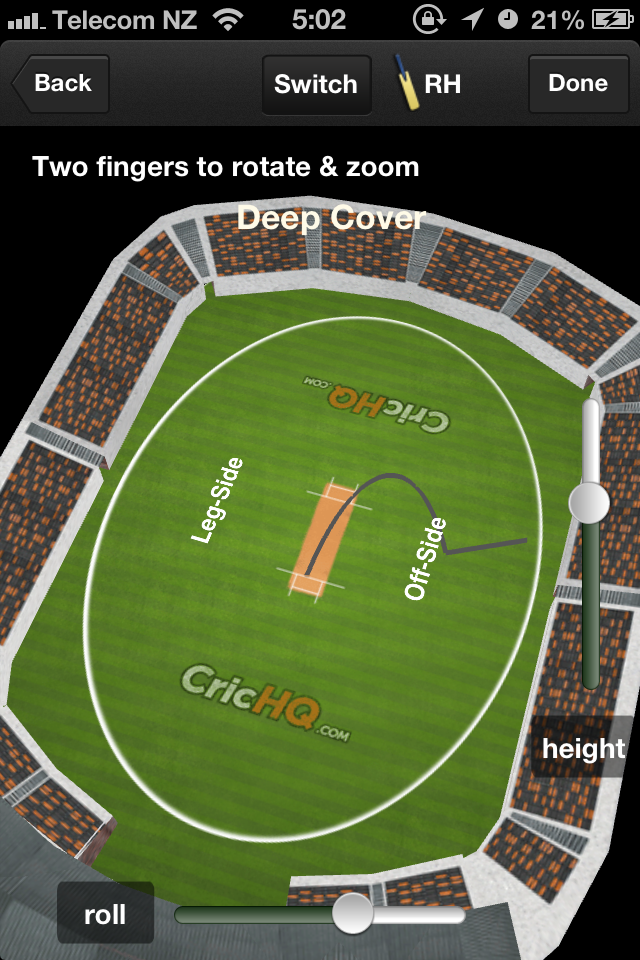 Telecom NZ 5:02 21%
Back Switch RH Done
Two fingers to rotate & zoom
Deep Cover
CricHQ.COM
Leg-Side
Off-Side
CricHQ.COM
height
roll